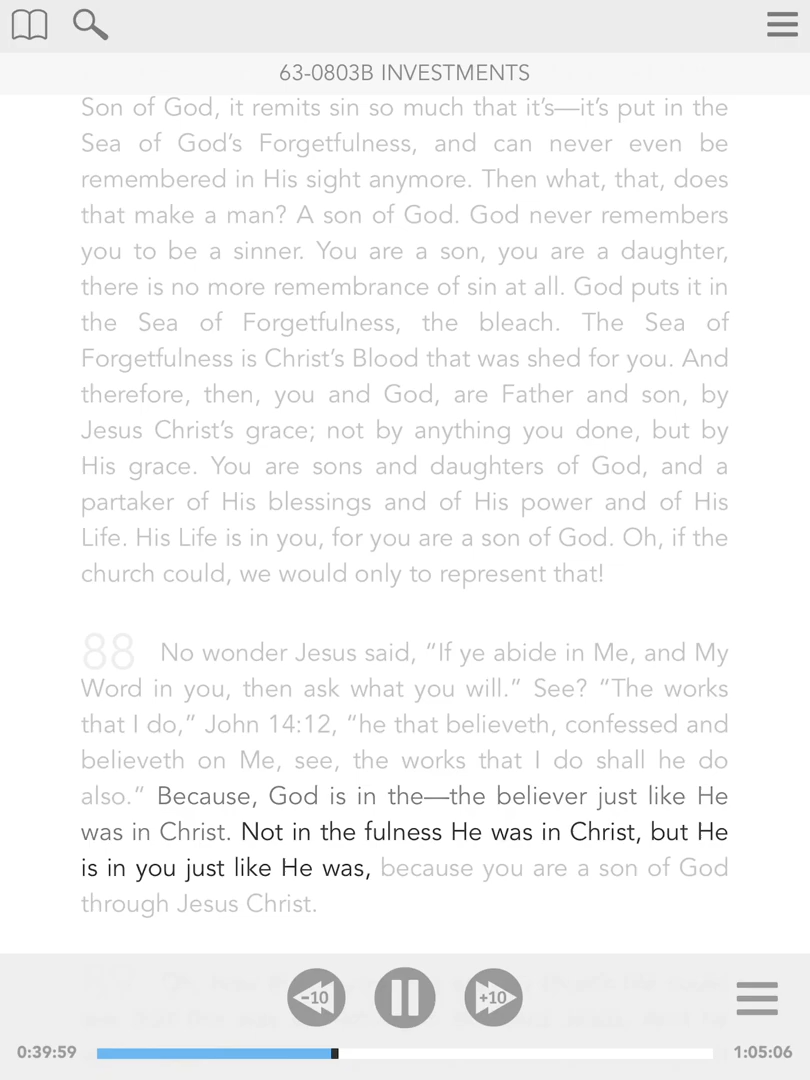 63-0803B INVESTMENTS
Son of God, it remits sin so much that it’s—it’s put in the
Sea of God’s Forgetfulness, and can never even be
remembered in His sight anymore. Then what, that, does
that make a man? A son of God. God never remembers
you to be a sinner. You are a son, you are a daughter,
there is no more remembrance of sin at all. God puts it in
the Sea of Forgetfulness, the bleach. The Sea of
Forgetfulness is Christ’s Blood that was shed for you. And
therefore, then, you and God, are Father and son, by
Jesus Christ’s grace; not by anything you done, but by
His grace. You are sons and daughters of God, and a
partaker of His blessings and of His power and of His
Life. His Life is in you, for you are a son of God. Oh, if the
church could, we would only to represent that!
88 No wonder Jesus said, “If ye abide in Me, and My
Word in you, then ask what you will.” See? “The works
that I do,” John 14:12, “he that believeth, confessed and
believeth on Me, see, the works that I do shall he do
also.“ Because, God is in the—the believer just like He
was in Christ. Not in the fulness He was in Christ, but He
is in you just like He was, because you are a son of God
through Jesus Christ.
-10 +10
0:39:59 1:05:06